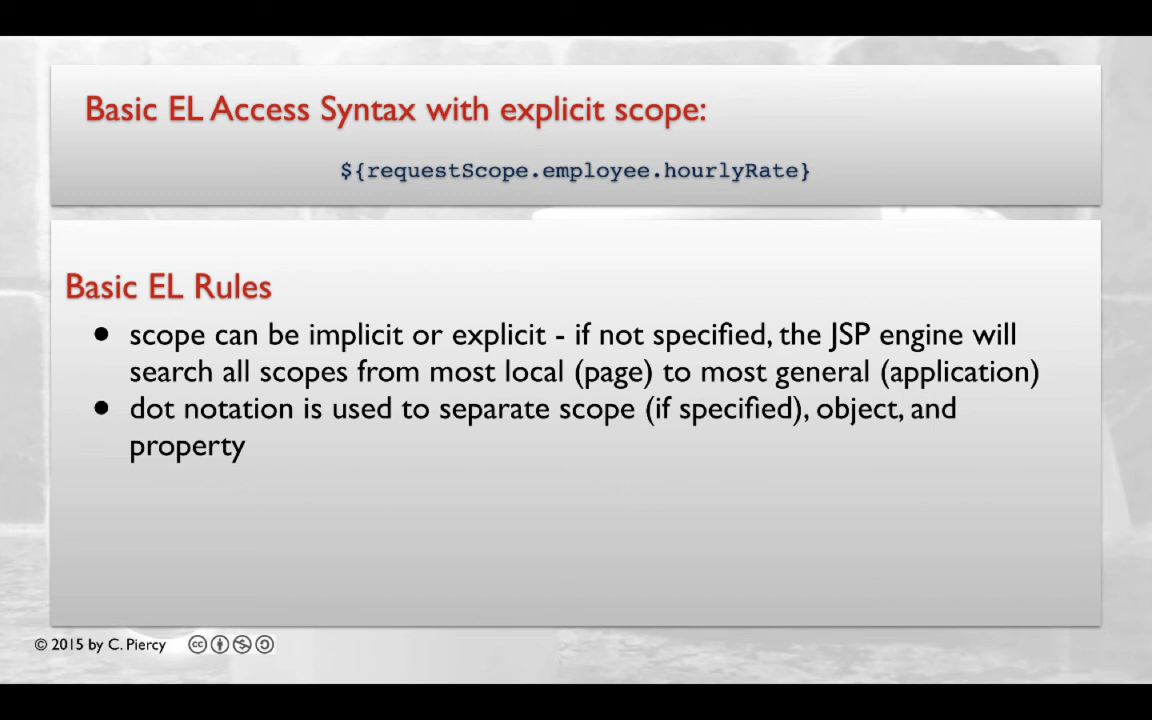 Basic EL Access Syntax with explicit scope:
${requestScope.employee.hourlyRate}
Basic EL Rules
• scope can be implicit or explicit - if not specified, the JSP engine will
search all scopes from most local (page) to most general (application)
• dot notation is used to separate scope (if specified), object, and
property
© 2015 by C. Piercy